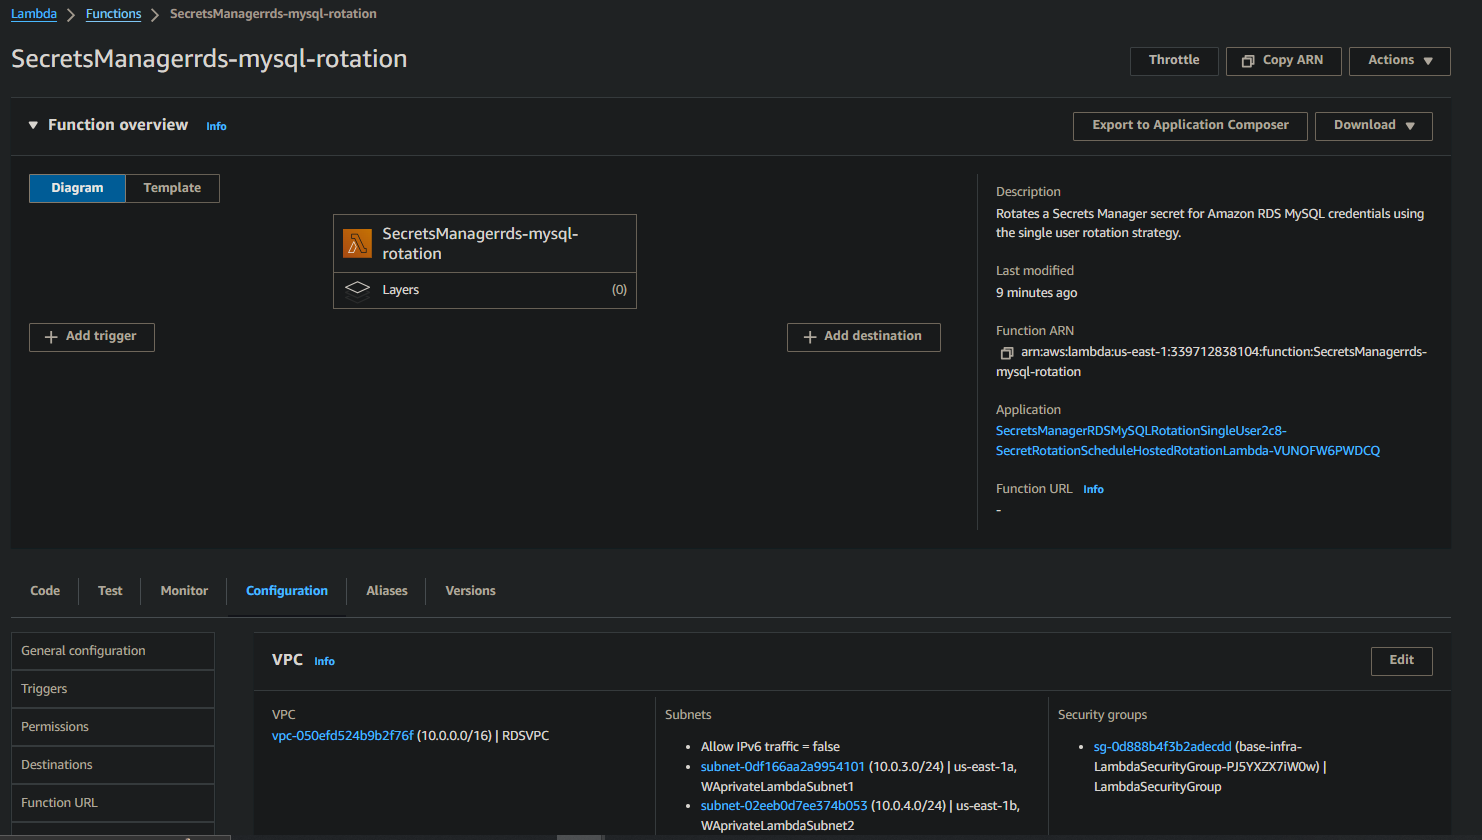 Lambda > Functions > SecretsManagerrds-mysql-rotation
SecretsManagerrds-mysql-rotation
Throttle Copy ARN Actions ▼
▼ Function overview Info
Export to Application Composer Download ▼
Diagram Template
SecretsManagerrds-mysql-
rotation
Layers (0)
+ Add trigger
+ Add destination
Description
Rotates a Secrets Manager secret for Amazon RDS MySQL credentials using
the single user rotation strategy.
Last modified
9 minutes ago
Function ARN
arn:aws:lambda:us-east-1:339712838104:function:SecretsManagerrds-
mysql-rotation
Application
SecretsManagerRDSMySQLRotationSingleUser2c8-
SecretRotationScheduleHostedRotationLambda-VUNOFW6PWDCQ
Function URL Info
-
Code Test Monitor Configuration Aliases Versions
General configuration
Triggers
Permissions
Destinations
Function URL
VPC Info
Edit
VPC
vpc-050efd524b9b2f76f (10.0.0.0/16) | RDSVPC
Subnets
• Allow IPv6 traffic = false
• subnet-0df166aa2a9954101 (10.0.3.0/24) | us-east-1a,
WAprivateLambdaSubnet1
• subnet-02eeb0d7ee374b053 (10.0.4.0/24) | us-east-1b,
WAprivateLambdaSubnet2
Security groups
• sg-0d888b4f3b2adecdd (base-infra-
LambdaSecurityGroup-PJ5YXZX7iW0w) |
LambdaSecurityGroup